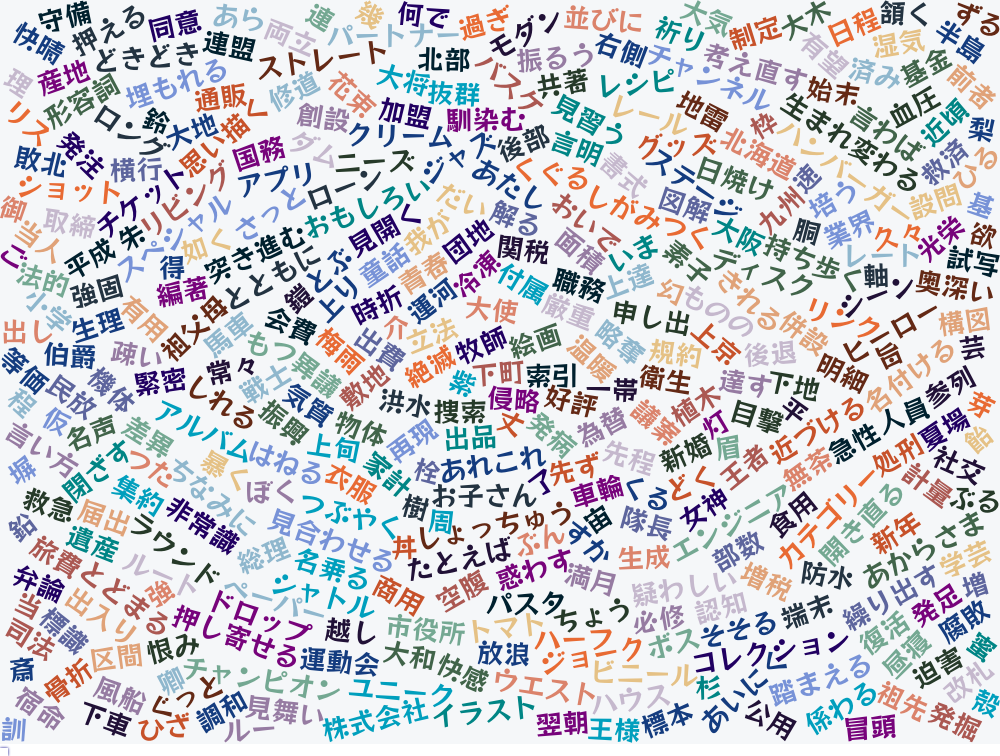 守備
押える
同意
あら
両立
連
幾
何で
過ぎ
モダン
並びに
大気
祈り
制定
大木
日程
頷く
ずる
半島
快晴
どきどき
連盟
パートナー
ストレート
北部
振るう
右側
チャンネル
考え直す
有望
湿気
済み
基金
前者
理
産地
形容詞
埋もれる
通販
修道
花束
大将
抜群
バス
共著
レシピ
始末
血圧
近頃
梨
リス
ロング
鈴
大地
思い描く
創設
加盟
馴染む
見習う
レール
地雷
枠
生まれ変わる
言わば
救済
敗北
発注
横行
国務
ダム
クリーム
ジャズ
後部
言明
グッズ
北海道
ハンバーガー
ショット
チケット
リビング
アプリ
ニーズ
ローンズ
あたし
くぐる
書式
ステージ
日焼け
九州
培う
設問
びる
基
御
取締
朱
スペシャル
さっと
おもしろい
だい
解る
おいで
しがみつく
図解
大阪
持ち歩く
胴
業界
久々
光栄
欲
当人
平成
如く
突き進む
見開く
我が
団地
関税
面積
いま
素子
ディスク
レート
試写
ご
法的
強固
得
編著
とともに
とぶ
童話
青春
冷凍
付属
職務
上達
幻
きれる
軸
シーン
奥深い
小学
生理
有用
祖父母
鎧
上り
時折
運河
大使
厳重
申し出
ものの
併設
リンク
ヒーロー
構図
出し
伯爵
疎い
馬車
会費
梅雨
出費
介
立法
牧師
絵画
略奪
上京
規約
後退
明細
缶
芸
等価
民放
機体
緊密
常々
もつ
異議
絶滅
紫
下町
索引
温暖
一帯
衛生
達す
下地
名付ける
参列
芽
程
仮
名声
しれる
戦士
気質
敷地
洪水
捜索
侵略
好評
議案
植木
灯
目撃
平
近づける
人員
夏場
飴
言い方
差異
アルバム
振興
上旬
物体
再現
出品
丈
発病
為替
先程
新婚
眉
王者
無茶
急性
処刑
社交
塀
閉ざす
つた
ちなみに
暴く
はねる
衣服
家計
栓
あれこれ
了
先ず
車輪
くる
どく
女神
エンジニア
食用
カテゴリー
計量
ぶる
救急
届出
集約
非常識
ぼく
つぶやく
樹
お子さん
周
しょっちゅう
宇宙
隊長
部数
開き直る
新年
あからさま
沼
遺産
ラウンド
総理
見合わせる
丼
たとえば
ぶん
ずか
生成
旅費
ルート
名乗る
惑わす
満月
疑わしい
増税
防水
学芸
弁論
とどまる
強
ペーパー
シャトル
商用
空腹
パスタ
ちょう
必修
認知
端末
繰り出す
増
当
標識
出入り
ドロップ
押し寄せる
越し
市役所
トマト
ハーフ
ボス
そそる
復活
発足
腐敗
司法
区間
恨み
運動会
大和
快感
放浪
ジョーク
ビニール
コレクション
昼寝
迫害
蜜
斎
骨折
卿
チャンピオン
ユニーク
ウエスト
ハウス
杉
に
踏まえる
改札
宿命
風船
ぐっと
調和
見舞い
株式会社
イラスト
翌朝
王様
標本
あいに
公用
係わる
祖先
発掘
殻
訓
下車
ひざ
ルー
冒頭